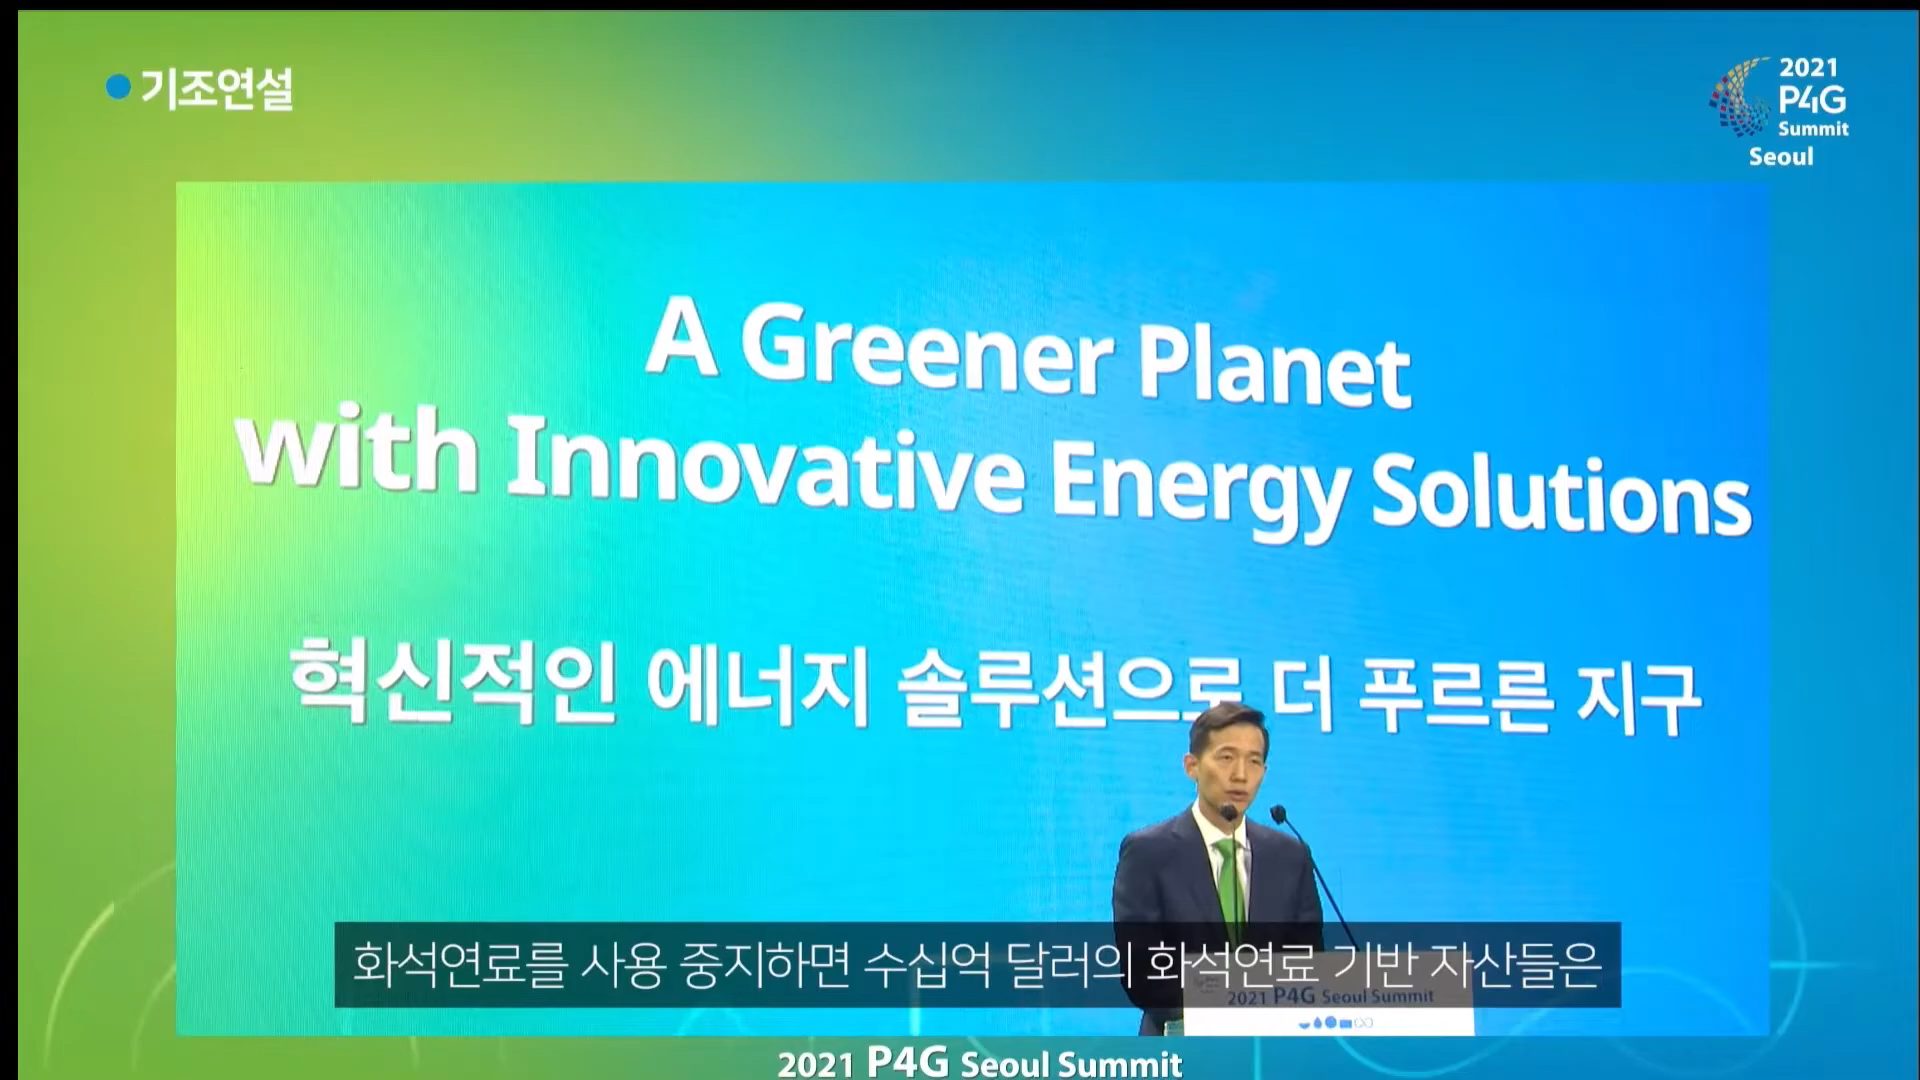 기조연설
2021
P4G
Summit
Seoul
A Greener Planet
with Innovative Energy Solutions
혁신적인 에너지 솔루션으로 더 푸르른 지구
화석연료를 사용 중지하면 수십억 달러의 화석연료 기반 자산들은
2021 P4G Seoul Summit
2021 P4G Seoul Summit